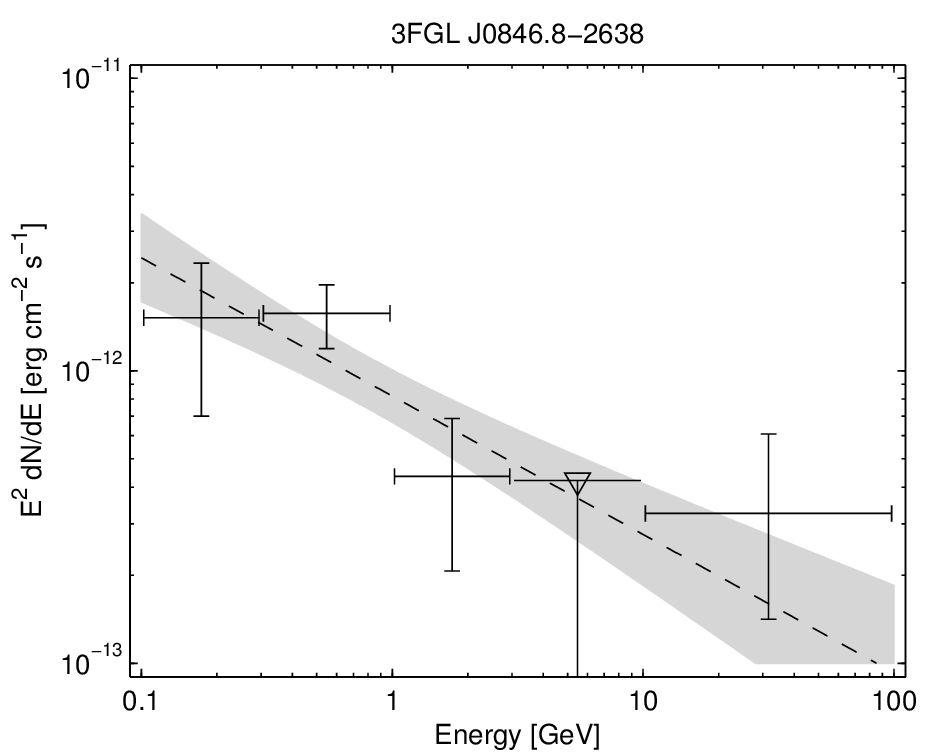 3FGL J0846.8−2638
10⁻¹¹
10⁻¹²
10⁻¹³
E² dN/dE [erg cm⁻² s⁻¹]
0.1 1 10 100
Energy [GeV]